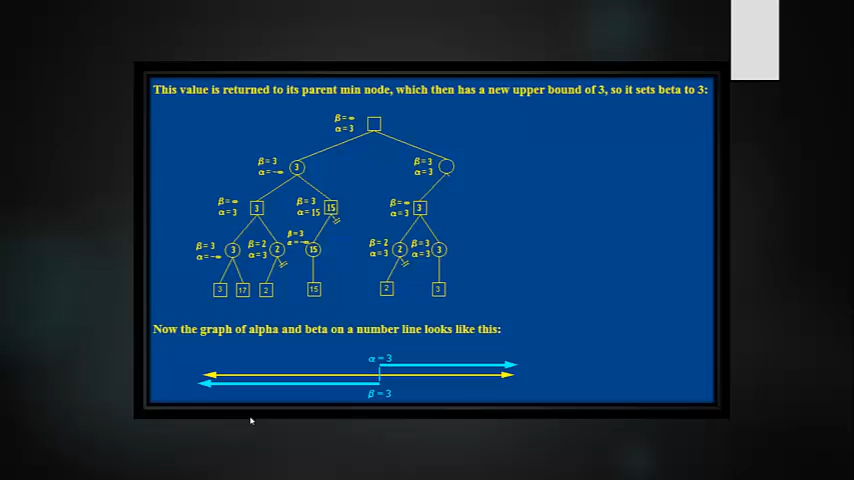 This value is returned to its parent min node, which then has a new upper bound of 3, so it sets beta to 3:
β = ∞
α = 3
β = 3
α = -∞
3
β = 3
α = 3
β = ∞
α = 3
3
β = 3
α = 15
15
β = ∞
α = 3
3
β = 3
α = -∞
3
β = 2
α = 3
2
β = 3
α = -∞
15
β = 2
α = 3
2
β = 3
α = 3
3
3 17 2 15 2 3
Now the graph of alpha and beta on a number line looks like this:
α = 3
β = 3